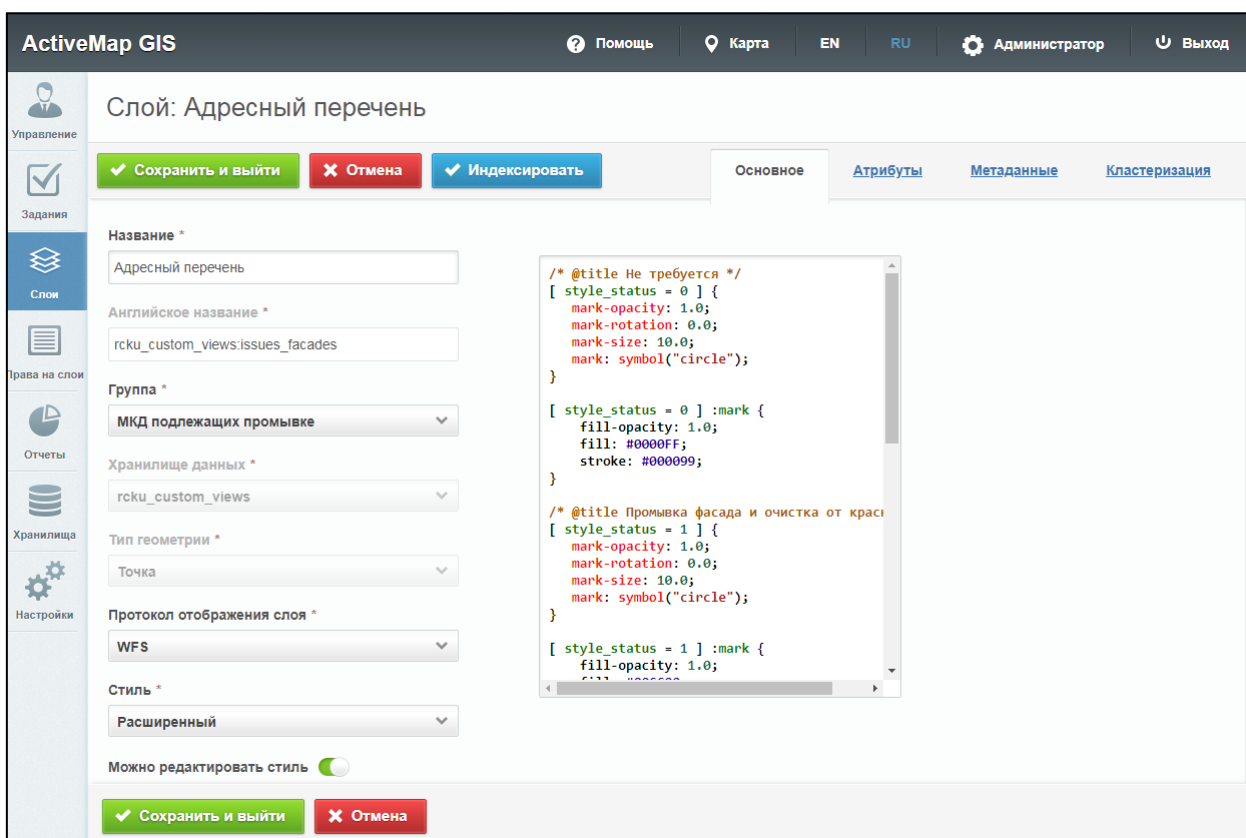 ActiveMap GIS
Помощь
Карта
EN
RU
Администратор
Выход
Управление
Задания
Слои
Права на слои
Отчеты
Хранилища
Настройки
Слой: Адресный перечень
Сохранить и выйти
Отмена
Индексировать
Основное
Атрибуты
Метаданные
Кластеризация
Название *
Адресный перечень
Английское название *
rcku_custom_views:issues_facades
Группа *
МКД подлежащих промывке
Хранилище данных *
rcku_custom_views
Тип геометрии *
Точка
Протокол отображения слоя *
WFS
Стиль *
Расширенный
Можно редактировать стиль
/* @title Не требуется */
[ style_status = 0 ] {
mark-opacity: 1.0;
mark-rotation: 0.0;
mark-size: 10.0;
mark: symbol("circle");
}
[ style_status = 0 ] :mark {
fill-opacity: 1.0;
fill: #0000FF;
stroke: #000099;
}
/* @title Промывка фасада и очистка от
[ style_status = 1 ] {
mark-opacity: 1.0;
mark-rotation: 0.0;
mark-size: 10.0;
mark: symbol("circle");
}
[ style_status = 1 ] :mark {
fill-opacity: 1.0;
Сохранить и выйти
Отмена